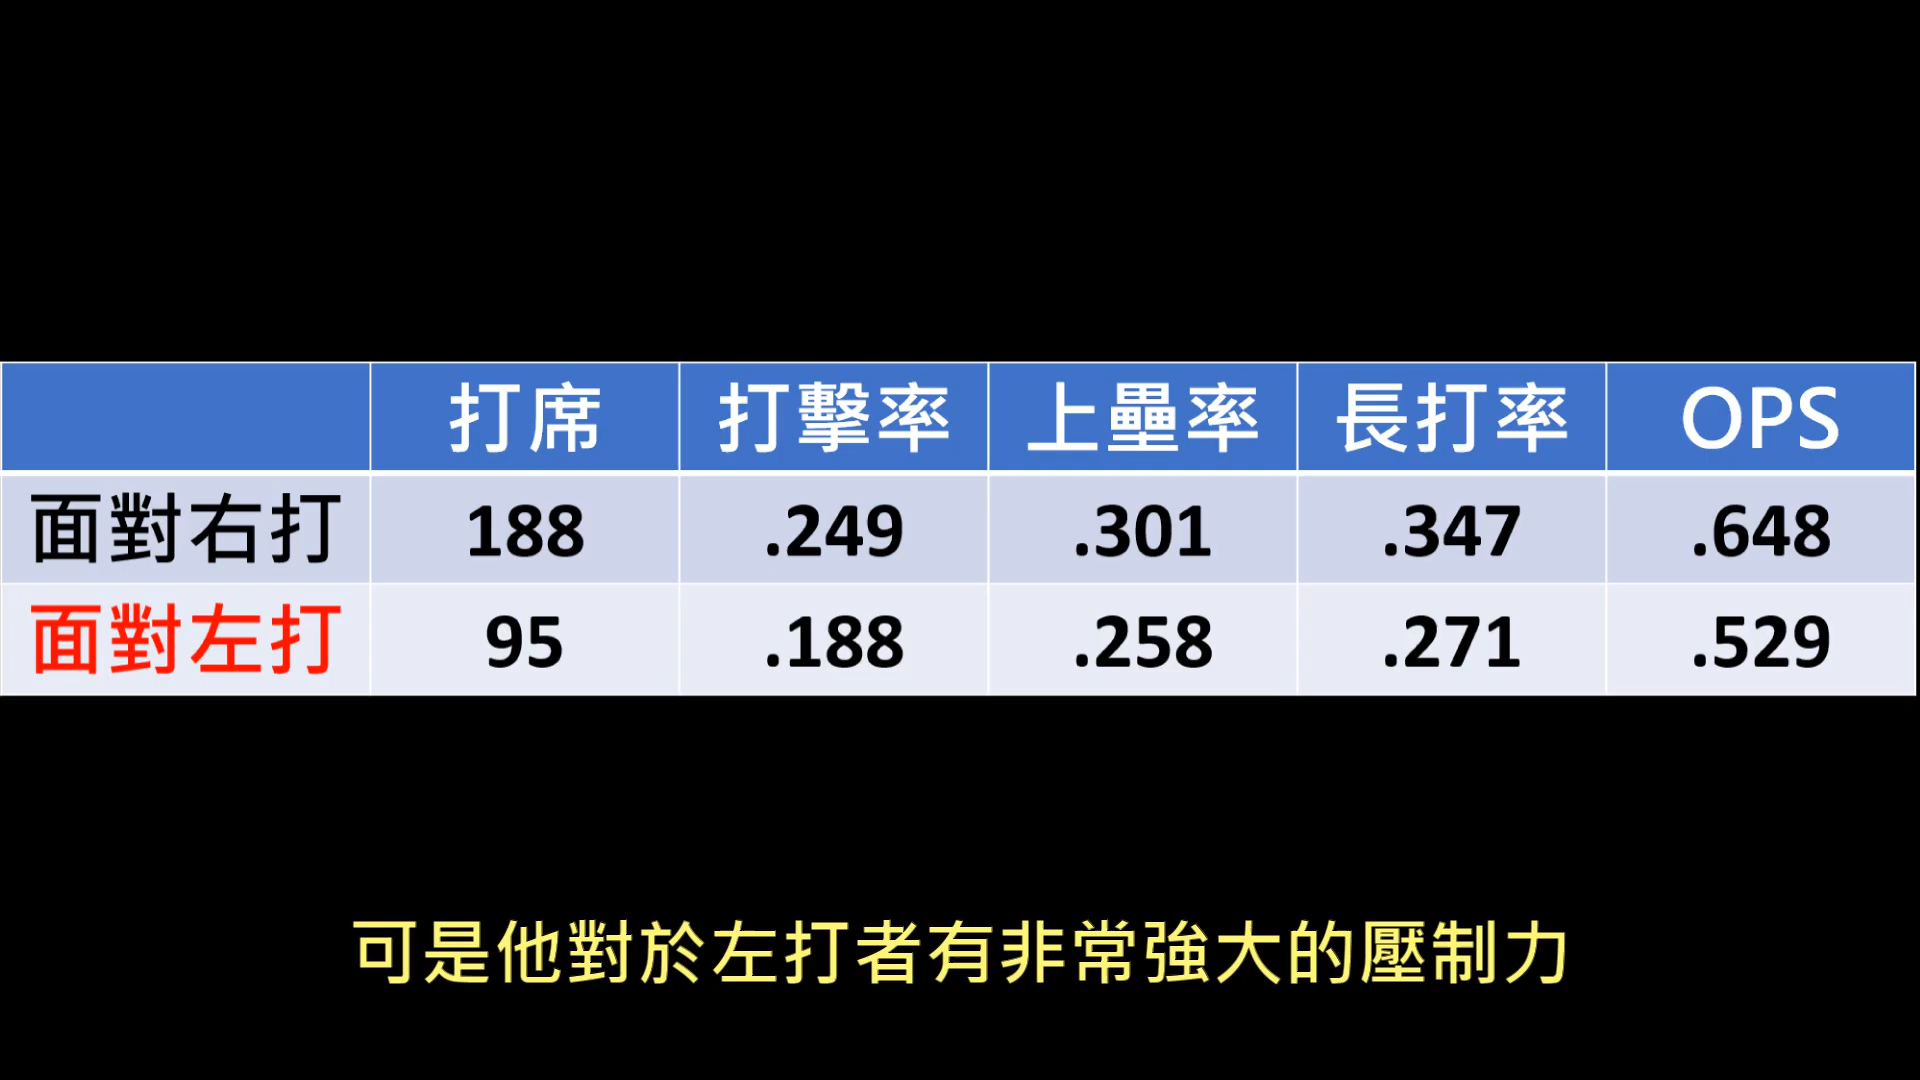 打席 打擊率 上壘率 長打率 OPS
面對右打 188 .249 .301 .347 .648
面對左打 95 .188 .258 .271 .529
可是他對於左打者有非常強大的壓制力